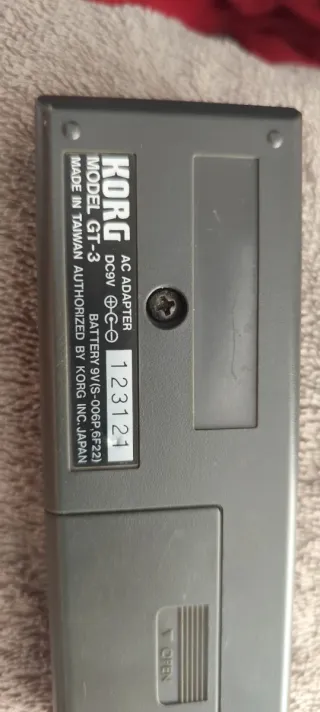 KORG
AC ADAPTER
DC9V ⊕-C-⊖
123121
MODEL GT-3
BATTERY 9V(S-006P,6F22)
MADE IN TAIWAN AUTHORIZED BY KORG INC.JAPAN
OPEN